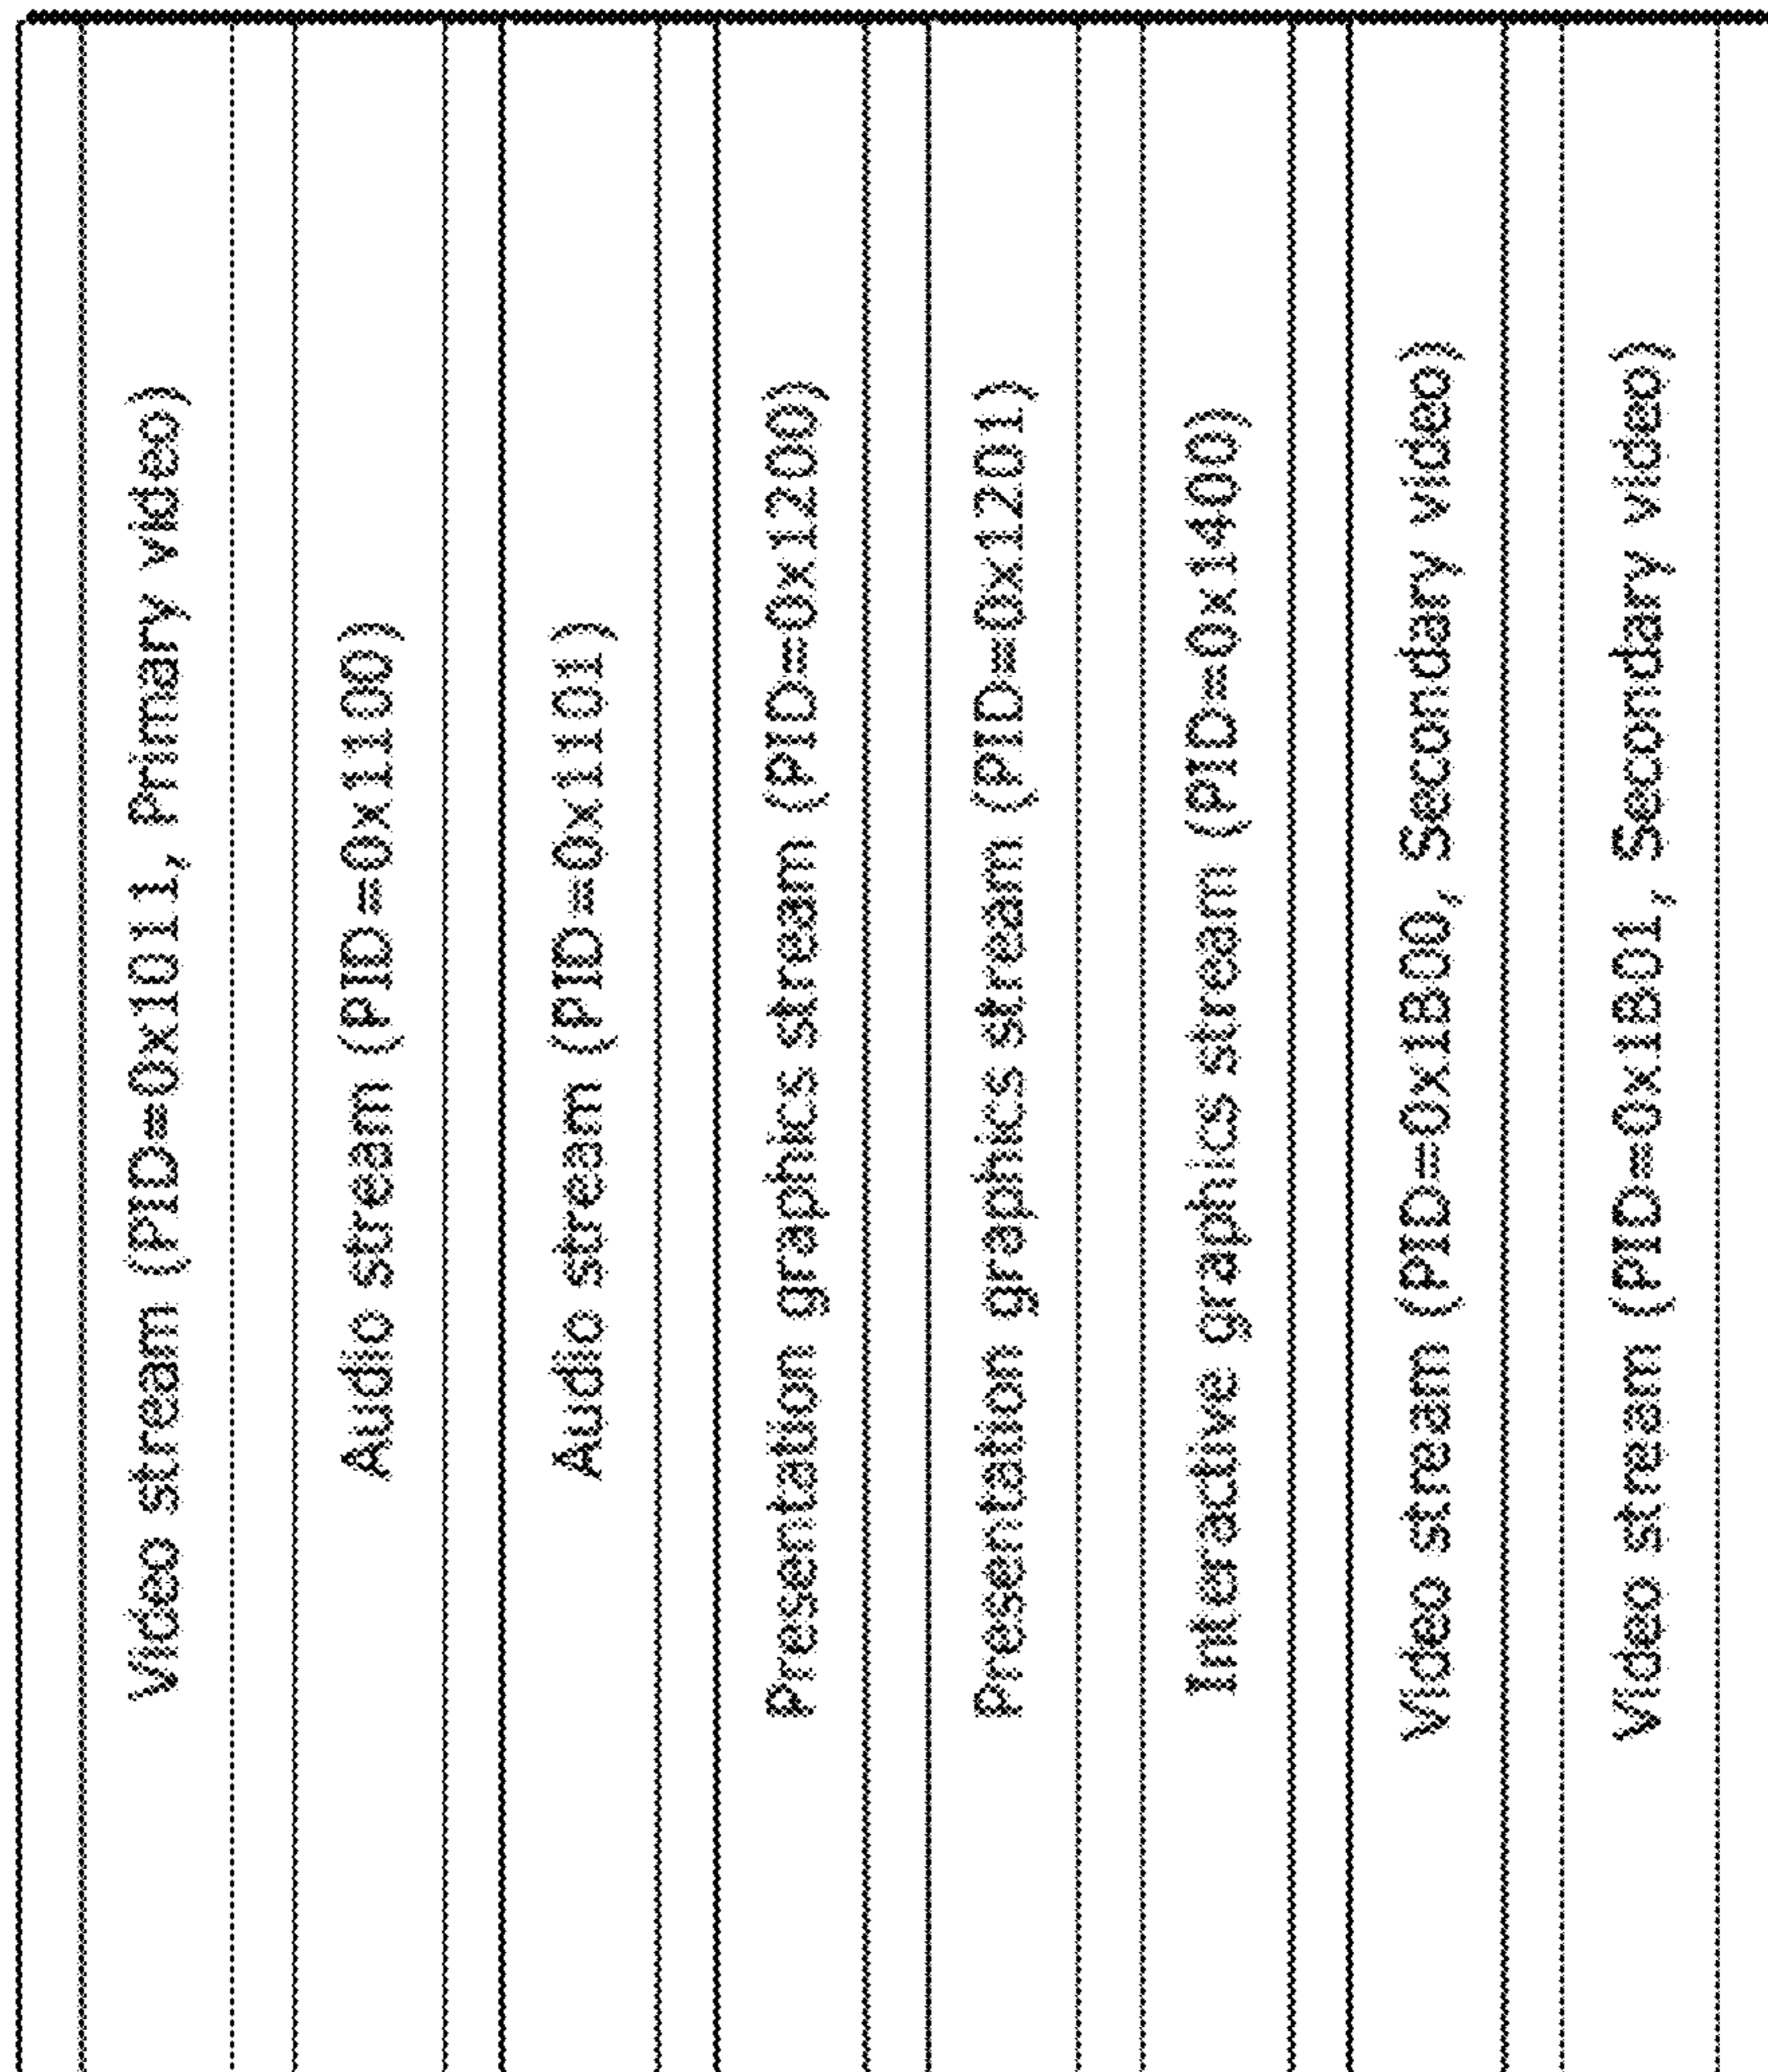 Video stream (PID=0x1011, Primary video)
Audio stream (PID=0x1100)
Audio stream (PID=0x1101)
Presentation graphics stream (PID=0x1200)
Presentation graphics stream (PID=0x1201)
Interactive graphics stream (PID=0x1400)
Video stream (PID=0x1B00, Secondary video)
Video stream (PID=0x1B01, Secondary video)